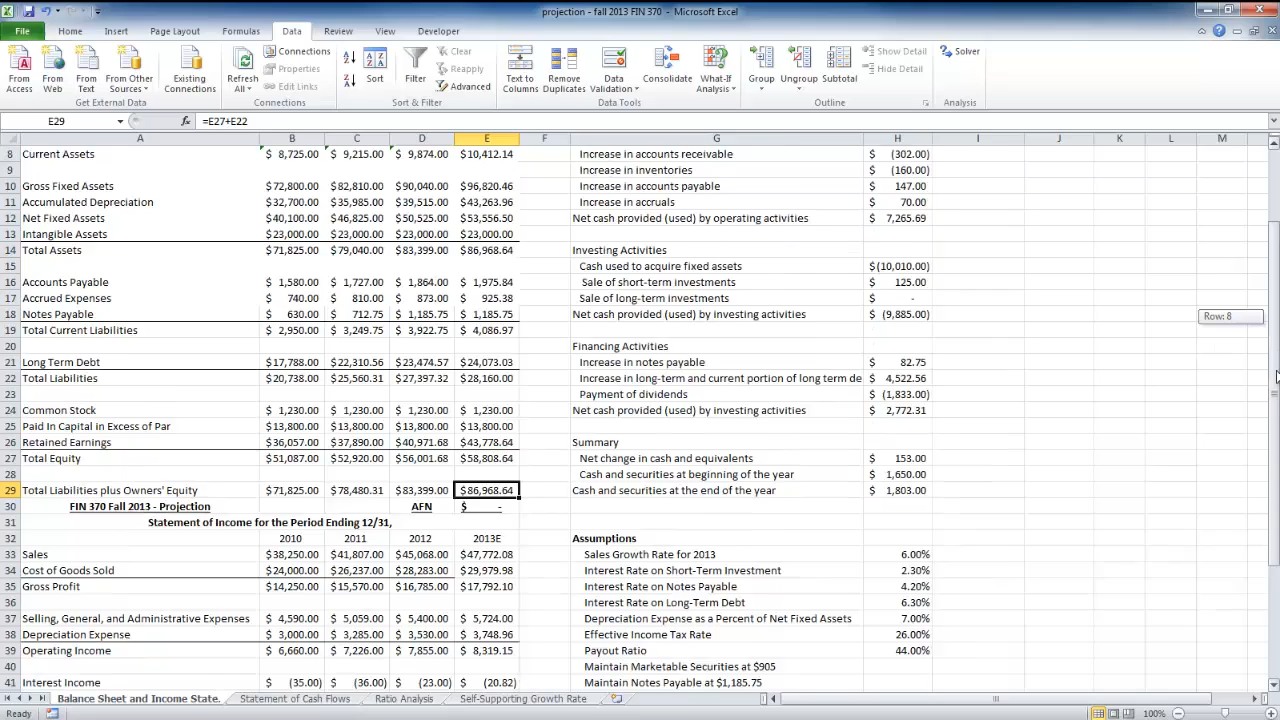 projection - fall 2013 FIN 370 - Microsoft Excel
File Home Insert Page Layout Formulas Data Review View Developer
From Access From Web From Text From Other Sources Existing Connections Refresh All Connections Properties Edit Links Sort Filter Clear Reapply Advanced Text to Columns Remove Duplicates Data Validation Consolidate What-If Analysis Group Ungroup Subtotal Show Detail Hide Detail Solver
Get External Data Connections Sort & Filter Data Tools Outline Analysis
E29 fx =E27+E22
A B C D E F G H I J K L M
8 Current Assets $ 8,725.00 $ 9,215.00 $ 9,874.00 $10,412.14 Increase in accounts receivable $ (302.00)
9 Increase in inventories $ (160.00)
10 Gross Fixed Assets $72,800.00 $82,810.00 $90,040.00 $96,820.46 Increase in accounts payable $ 147.00
11 Accumulated Depreciation $32,700.00 $35,985.00 $39,515.00 $43,263.96 Increase in accruals $ 70.00
12 Net Fixed Assets $40,100.00 $46,825.00 $50,525.00 $53,556.50 Net cash provided (used) by operating activities $ 7,265.69
13 Intangible Assets $23,000.00 $23,000.00 $23,000.00 $23,000.00
14 Total Assets $71,825.00 $79,040.00 $83,399.00 $86,968.64 Investing Activities
15 Cash used to acquire fixed assets $(10,010.00)
16 Accounts Payable $ 1,580.00 $ 1,727.00 $ 1,864.00 $ 1,975.84 Sale of short-term investments $ 125.00
17 Accrued Expenses $ 740.00 $ 810.00 $ 873.00 $ 925.38 Sale of long-term investments $ -
18 Notes Payable $ 630.00 $ 712.75 $ 1,185.75 $ 1,185.75 Net cash provided (used) by investing activities $ (9,885.00) Row: 8
19 Total Current Liabilities $ 2,950.00 $ 3,249.75 $ 3,922.75 $ 4,086.97
20 Financing Activities
21 Long Term Debt $17,788.00 $22,310.56 $23,474.57 $24,073.03 Increase in notes payable $ 82.75
22 Total Liabilities $20,738.00 $25,560.31 $27,397.32 $28,160.00 Increase in long-term and current portion of long term de $ 4,522.56
23 Payment of dividends $ (1,833.00)
24 Common Stock $ 1,230.00 $ 1,230.00 $ 1,230.00 $ 1,230.00 Net cash provided (used) by investing activities $ 2,772.31
25 Paid In Capital in Excess of Par $13,800.00 $13,800.00 $13,800.00 $13,800.00
26 Retained Earnings $36,057.00 $37,890.00 $40,971.68 $43,778.64 Summary
27 Total Equity $51,087.00 $52,920.00 $56,001.68 $58,808.64 Net change in cash and equivalents $ 153.00
28 Cash and securities at beginning of the year $ 1,650.00
29 Total Liabilities plus Owners' Equity $71,825.00 $78,480.31 $83,399.00 $86,968.64 Cash and securities at the end of the year $ 1,803.00
30 FIN 370 Fall 2013 - Projection AFN $ -
31 Statement of Income for the Period Ending 12/31,
32 2010 2011 2012 2013E Assumptions
33 Sales $38,250.00 $41,807.00 $45,068.00 $47,772.08 Sales Growth Rate for 2013 6.00%
34 Cost of Goods Sold $24,000.00 $26,237.00 $28,283.00 $29,979.98 Interest Rate on Short-Term Investment 2.30%
35 Gross Profit $14,250.00 $15,570.00 $16,785.00 $17,792.10 Interest Rate on Notes Payable 4.20%
36 Interest Rate on Long-Term Debt 6.30%
37 Selling, General, and Administrative Expenses $ 4,590.00 $ 5,059.00 $ 5,400.00 $ 5,724.00 Depreciation Expense as a Percent of Net Fixed Assets 7.00%
38 Depreciation Expense $ 3,000.00 $ 3,285.00 $ 3,530.00 $ 3,748.96 Effective Income Tax Rate 26.00%
39 Operating Income $ 6,660.00 $ 7,226.00 $ 7,855.00 $ 8,319.15 Payout Ratio 44.00%
40 Maintain Marketable Securities at $905
41 Interest Income $ (35.00) $ (36.00) $ (23.00) $ (20.82) Maintain Notes Payable at $1,185.75
Balance Sheet and Income State. Statement of Cash Flows Ratio Analysis Self-Supporting Growth Rate
Ready 100%